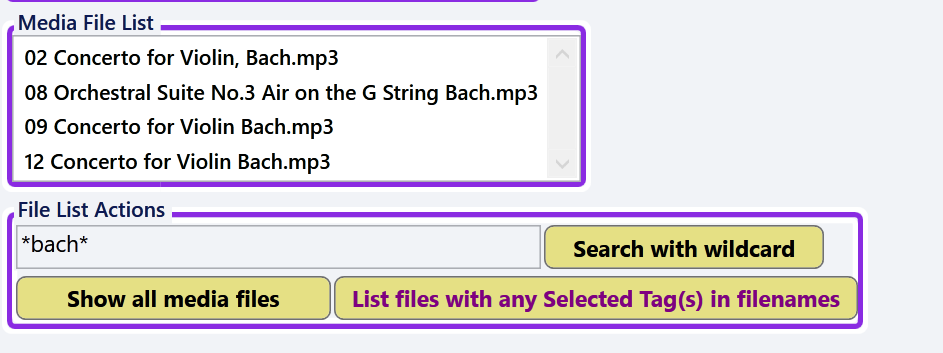 Media File List
02 Concerto for Violin, Bach.mp3
08 Orchestral Suite No.3 Air on the G String Bach.mp3
09 Concerto for Violin Bach.mp3
12 Concerto for Violin Bach.mp3
File List Actions
*bach*
Search with wildcard
Show all media files
List files with any Selected Tag(s) in filenames